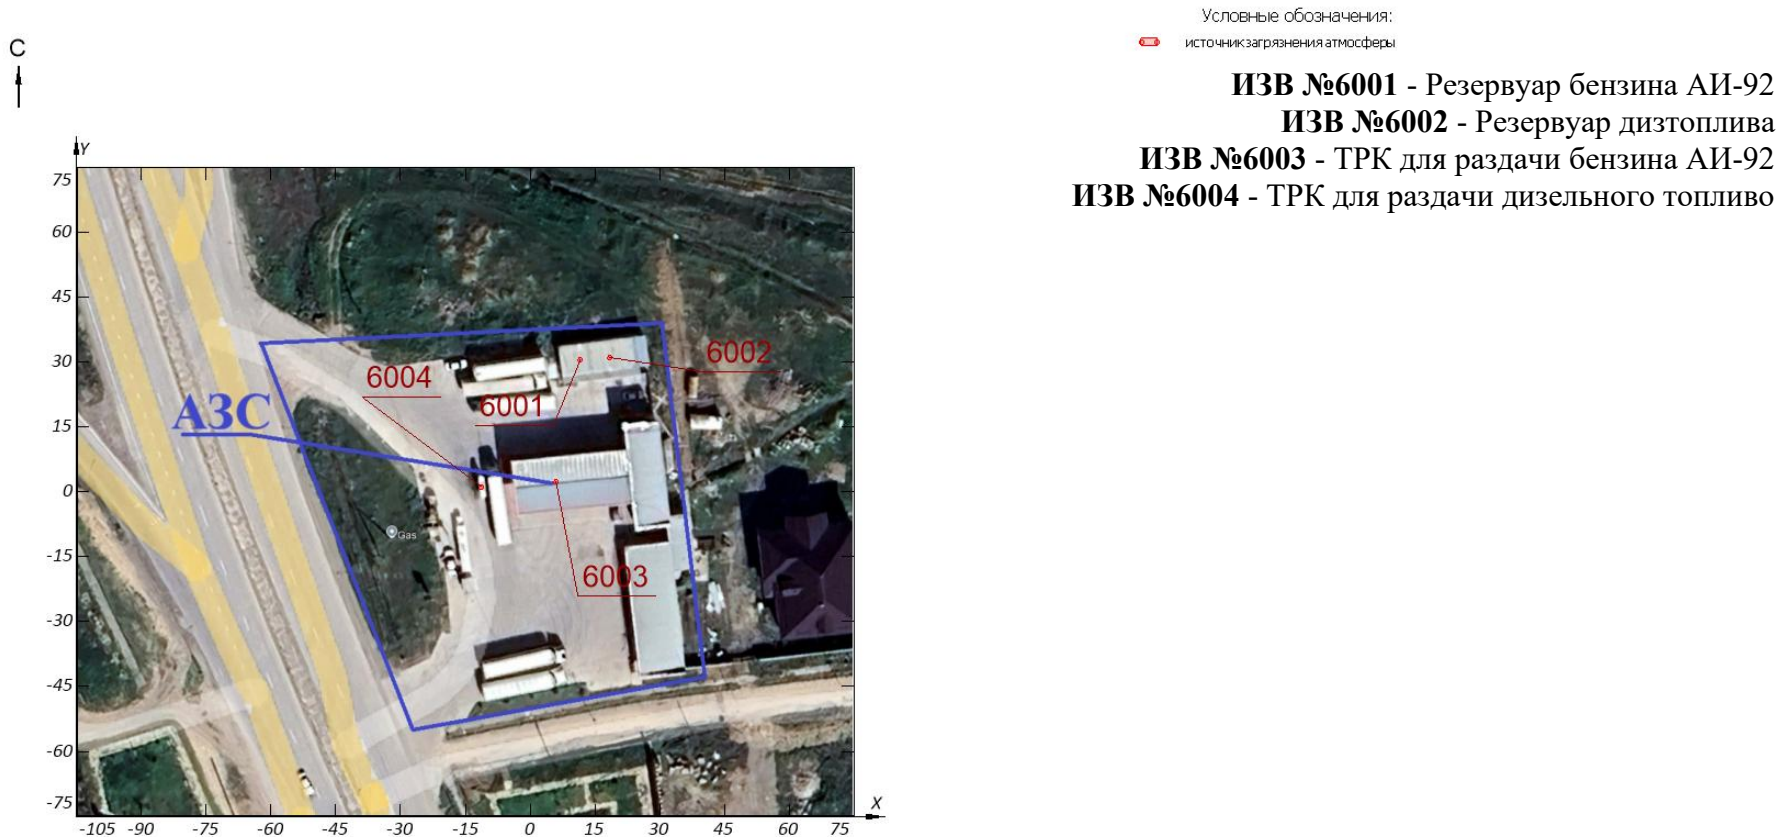 Условные обозначения:
источник загрязнения атмосферы
С
ИЗВ №6001 - Резервуар бензина АИ-92
ИЗВ №6002 - Резервуар дизтоплива
ИЗВ №6003 - ТРК для раздачи бензина АИ-92
ИЗВ №6004 - ТРК для раздачи дизельного топливо
Y
75
60
45
30
15
0
-15
-30
-45
-60
-75
6002
6004
6001
АЗС
Gas
6003
X
-105 -90 -75 -60 -45 -30 -15 0 15 30 45 60 75